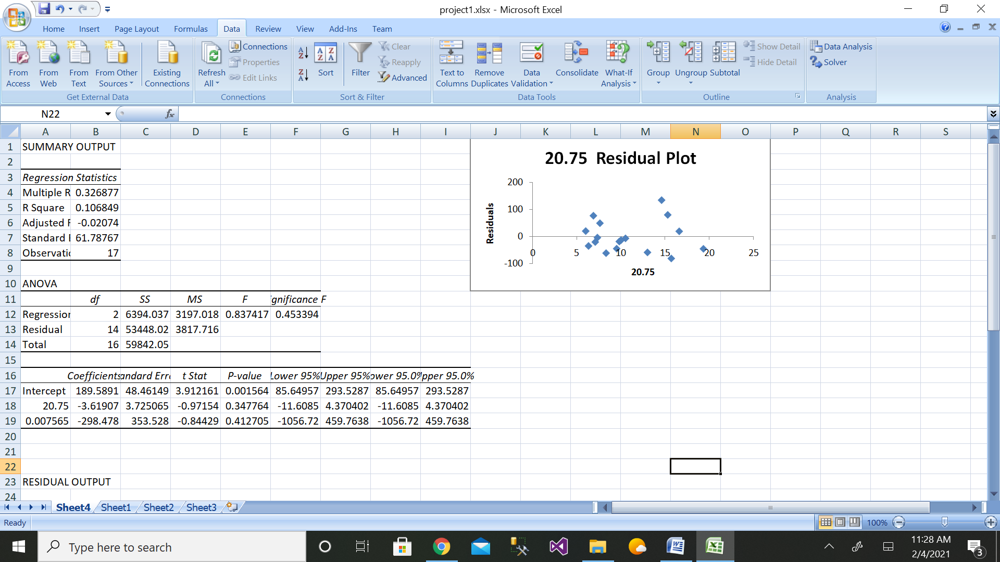 project1.xlsx - Microsoft Excel
Home Insert Page Layout Formulas Data Review View Add-Ins Team
From Access
From Web
From Text
From Other Sources
Existing Connections
Get External Data
Refresh All
Connections
Properties
Edit Links
Connections
Sort
Filter
Clear
Reapply
Advanced
Sort & Filter
Text to Columns
Remove Duplicates
Data Validation
Consolidate
What-If Analysis
Data Tools
Group
Ungroup
Subtotal
Show Detail
Hide Detail
Outline
Data Analysis
Solver
Analysis
N22 fx
A B C D E F G H I J K L M N O P Q R S
1 SUMMARY OUTPUT
2
3 Regression Statistics
4 Multiple R 0.326877
5 R Square 0.106849
6 Adjusted R -0.02074
7 Standard E 61.78767
8 Observatio 17
9
10 ANOVA
11 df SS MS F ignificance F
12 Regression 2 6394.037 3197.018 0.837417 0.453394
13 Residual 14 53448.02 3817.716
14 Total 16 59842.05
15
16 Coefficients andard Erro t Stat P-value Lower 95% Upper 95% ower 95.0% pper 95.0%
17 Intercept 189.5891 48.46149 3.912161 0.001564 85.64957 293.5287 85.64957 293.5287
18 20.75 -3.61907 3.725065 -0.97154 0.347764 -11.6085 4.370402 -11.6085 4.370402
19 0.007565 -298.478 353.528 -0.84429 0.412705 -1056.72 459.7638 -1056.72 459.7638
20
21
22
23 RESIDUAL OUTPUT
24
20.75 Residual Plot
Residuals
200
100
0
-100
0 5 10 15 20 25
20.75
Sheet4 Sheet1 Sheet2 Sheet3
Ready
100%
Type here to search
11:28 AM
2/4/2021
3